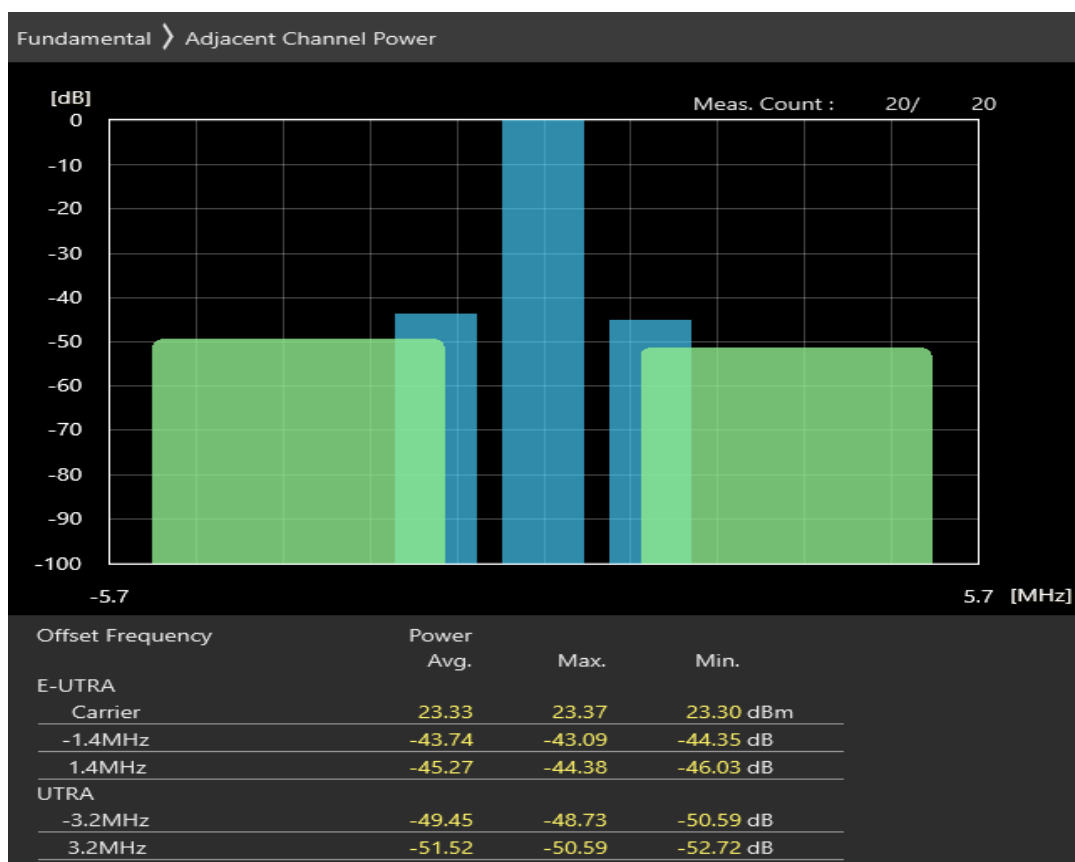 Fundamental 〉 Adjacent Channel Power
[dB]
Meas. Count : 20/ 20
0
-10
-20
-30
-40
-50
-60
-70
-80
-90
-100
-5.7 5.7 [MHz]
Offset Frequency Power
Avg. Max. Min.
E-UTRA
Carrier 23.33 23.37 23.30 dBm
-1.4MHz -43.74 -43.09 -44.35 dB
1.4MHz -45.27 -44.38 -46.03 dB
UTRA
-3.2MHz -49.45 -48.73 -50.59 dB
3.2MHz -51.52 -50.59 -52.72 dB